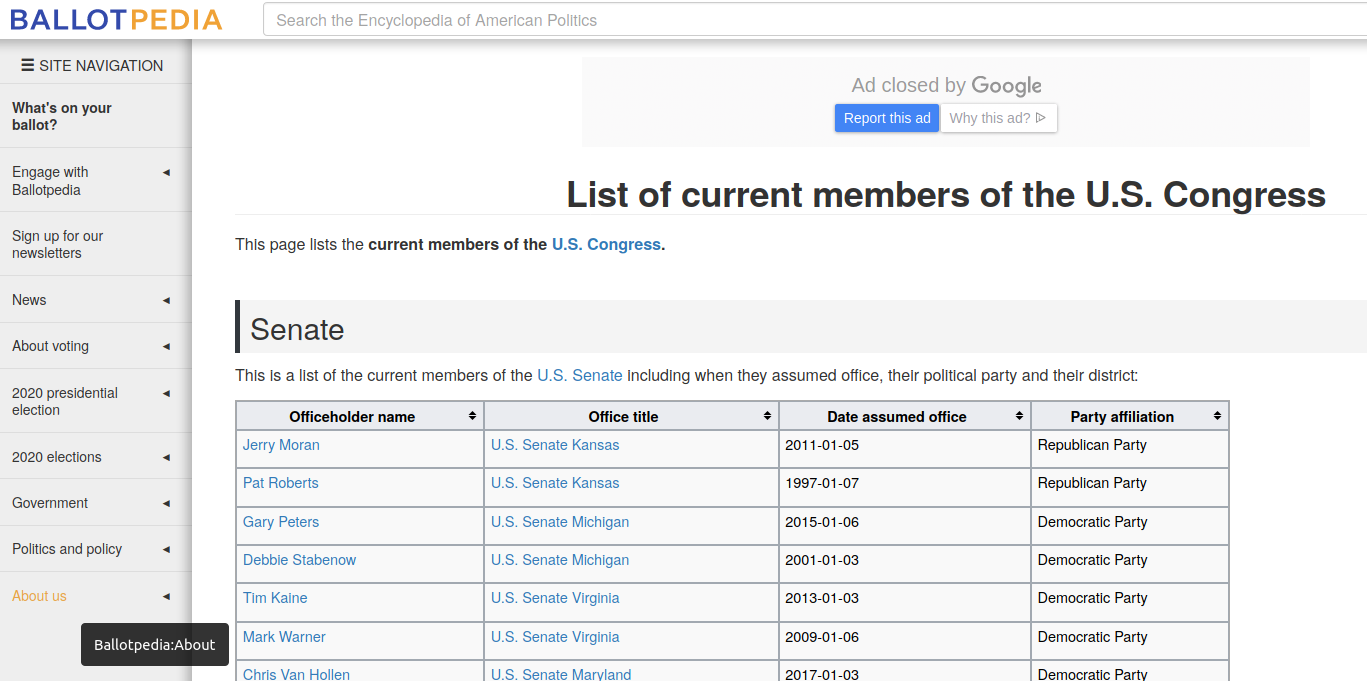 BALLOTPEDIA
Search the Encyclopedia of American Politics
☰ SITE NAVIGATION
What's on your
ballot?
Engage with
Ballotpedia
Sign up for our
newsletters
News
About voting
2020 presidential
election
2020 elections
Government
Politics and policy
About us
Ballotpedia:About
Ad closed by Google
Report this ad Why this ad?
List of current members of the U.S. Congress
This page lists the current members of the U.S. Congress.
Senate
This is a list of the current members of the U.S. Senate including when they assumed office, their political party and their district:
Officeholder name Office title Date assumed office Party affiliation
Jerry Moran U.S. Senate Kansas 2011-01-05 Republican Party
Pat Roberts U.S. Senate Kansas 1997-01-07 Republican Party
Gary Peters U.S. Senate Michigan 2015-01-06 Democratic Party
Debbie Stabenow U.S. Senate Michigan 2001-01-03 Democratic Party
Tim Kaine U.S. Senate Virginia 2013-01-03 Democratic Party
Mark Warner U.S. Senate Virginia 2009-01-06 Democratic Party
Chris Van Hollen U.S. Senate Maryland 2017-01-03 Democratic Party